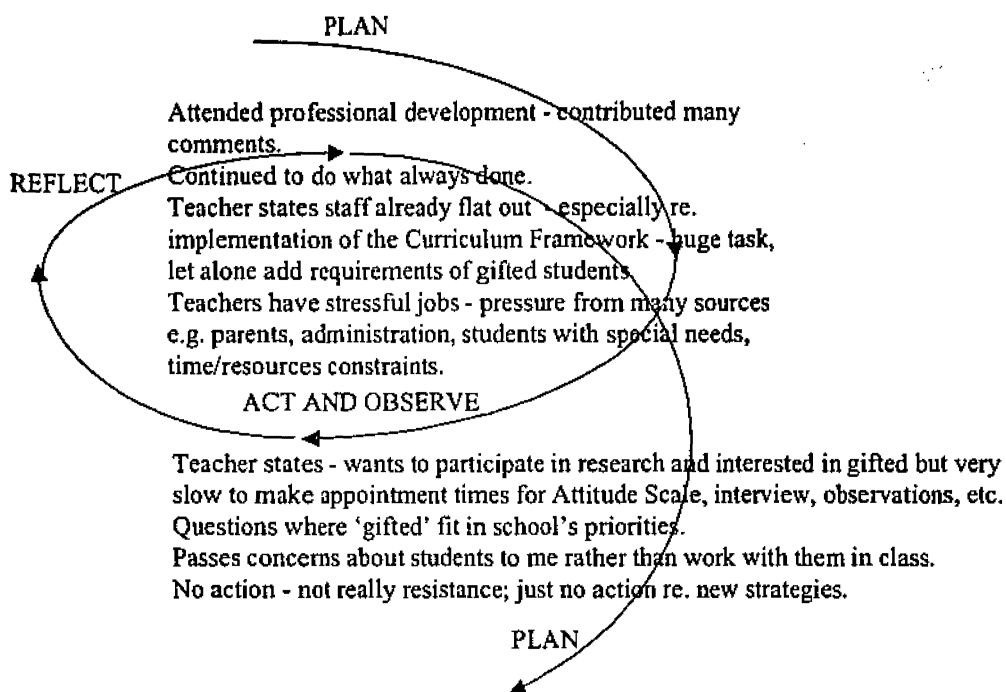 PLAN
Attended professional development - contributed many
comments.
REFLECT
Continued to do what always done.
Teacher states staff already flat out - especially re.
implementation of the Curriculum Framework - huge task,
let alone add requirements of gifted students.
Teachers have stressful jobs - pressure from many sources
e.g. parents, administration, students with special needs,
time/resources constraints.
ACT AND OBSERVE
Teacher states - wants to participate in research and interested in gifted but very
slow to make appointment times for Attitude Scale, interview, observations, etc.
Questions where ‘gifted’ fit in school’s priorities.
Passes concerns about students to me rather than work with them in class.
No action - not really resistance; just no action re. new strategies.
PLAN